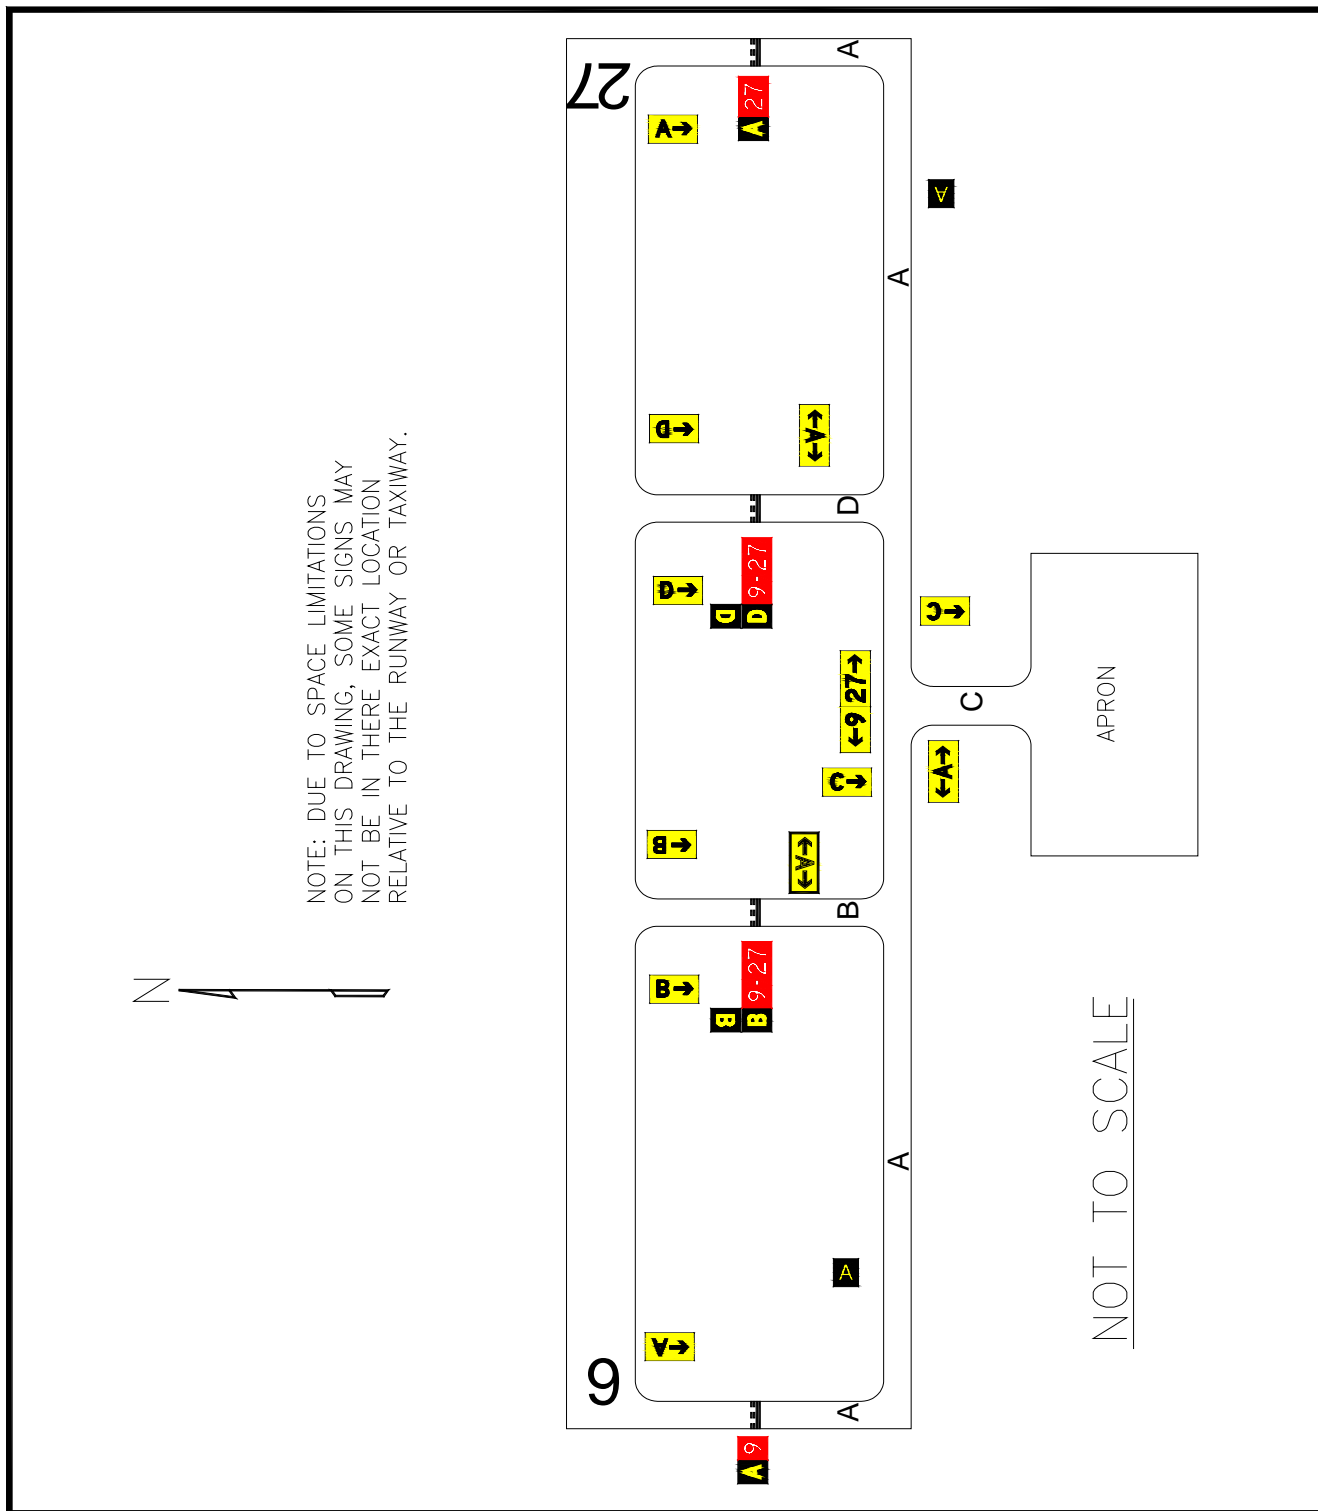 NOTE: DUE TO SPACE LIMITATIONS
ON THIS DRAWING, SOME SIGNS MAY
NOT BE IN THERE EXACT LOCATION
RELATIVE TO THE RUNWAY OR TAXIWAY.
N
9
27
A→
B→
B→
D→
D→
A→
A 9
B
B 9-27
D
D 9-27
A 27
←A→
←A→
A
C→
←9 27→
A
B
D
A
A
A
←A→
C→
A
C
APRON
NOT TO SCALE